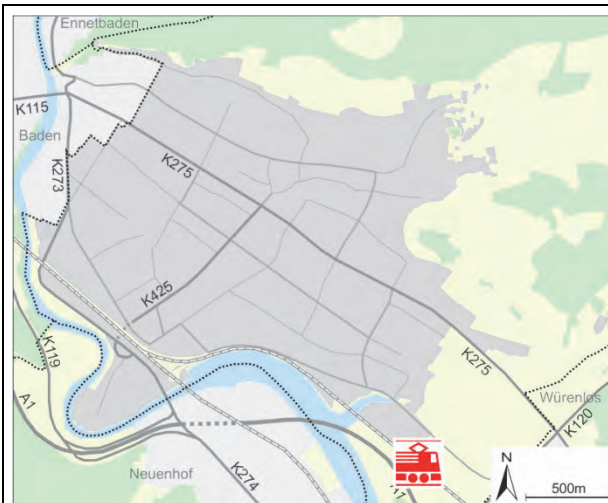 Ennetbaden
K115
Baden
K273
K275
K425
K119
A1
K275
Würenlos
K120
Neuenhof
K274
N
500m